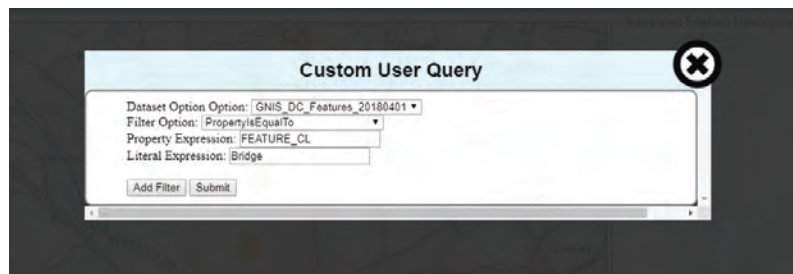 Custom User Query
Dataset Option Option: GNIS_DC_Features_20180401
Filter Option: PropertyIsEqualTo
Property Expression: FEATURE_CL
Literal Expression: Bridge
Add Filter Submit